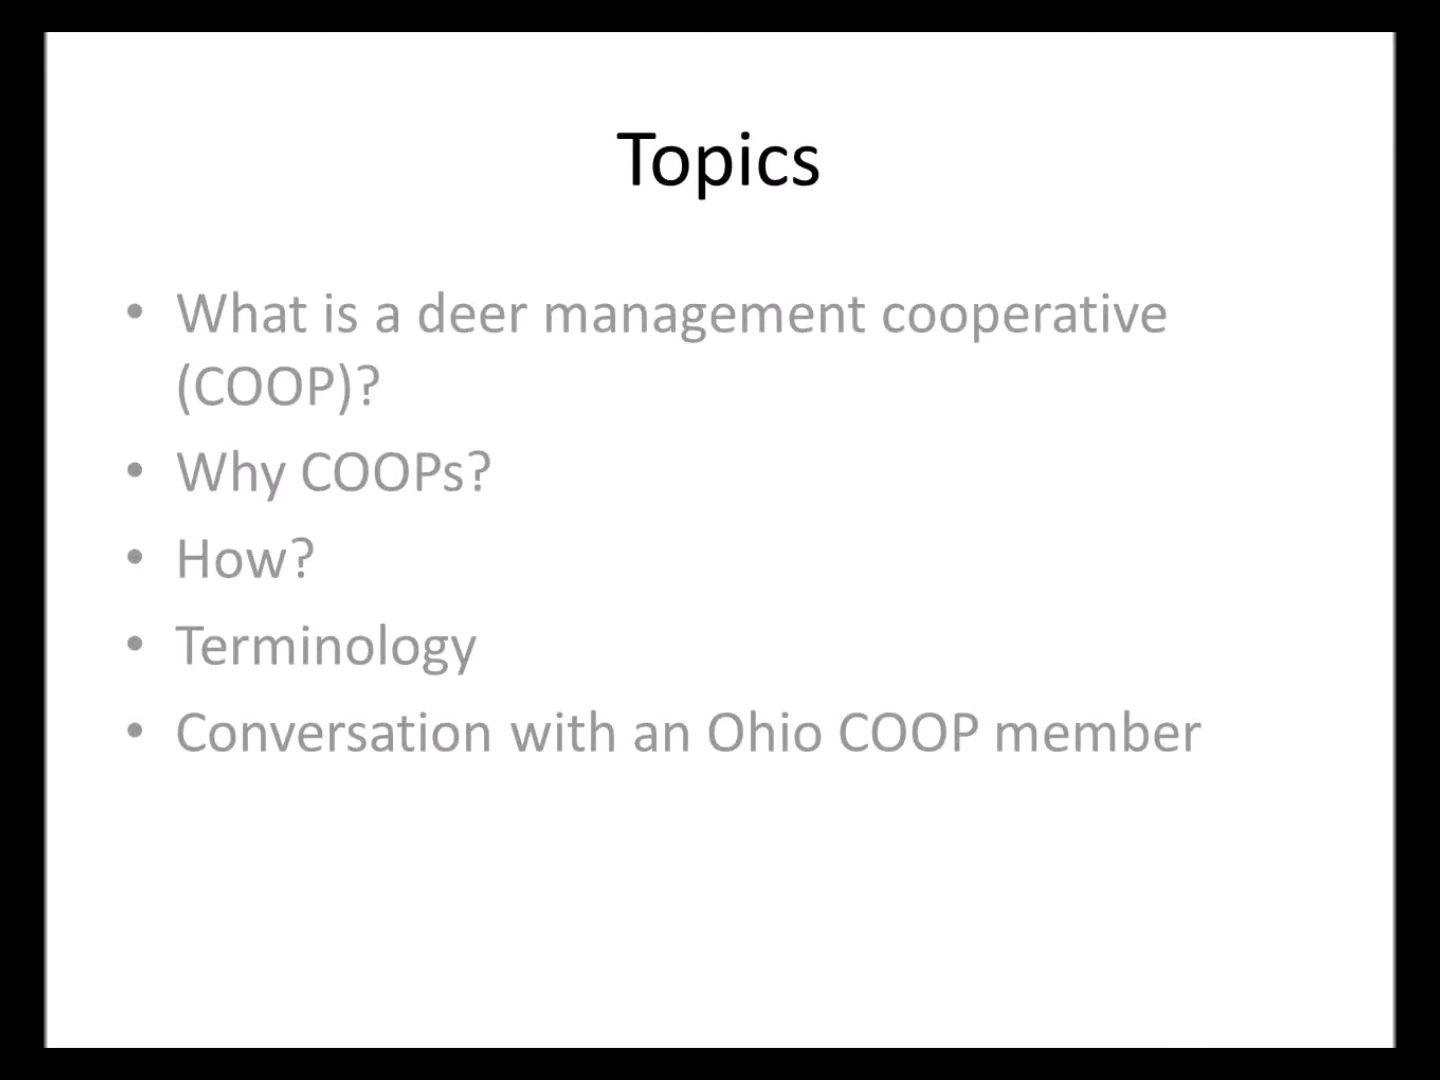 Topics
• What is a deer management cooperative
(COOP)?
• Why COOPs?
• How?
• Terminology
• Conversation with an Ohio COOP member